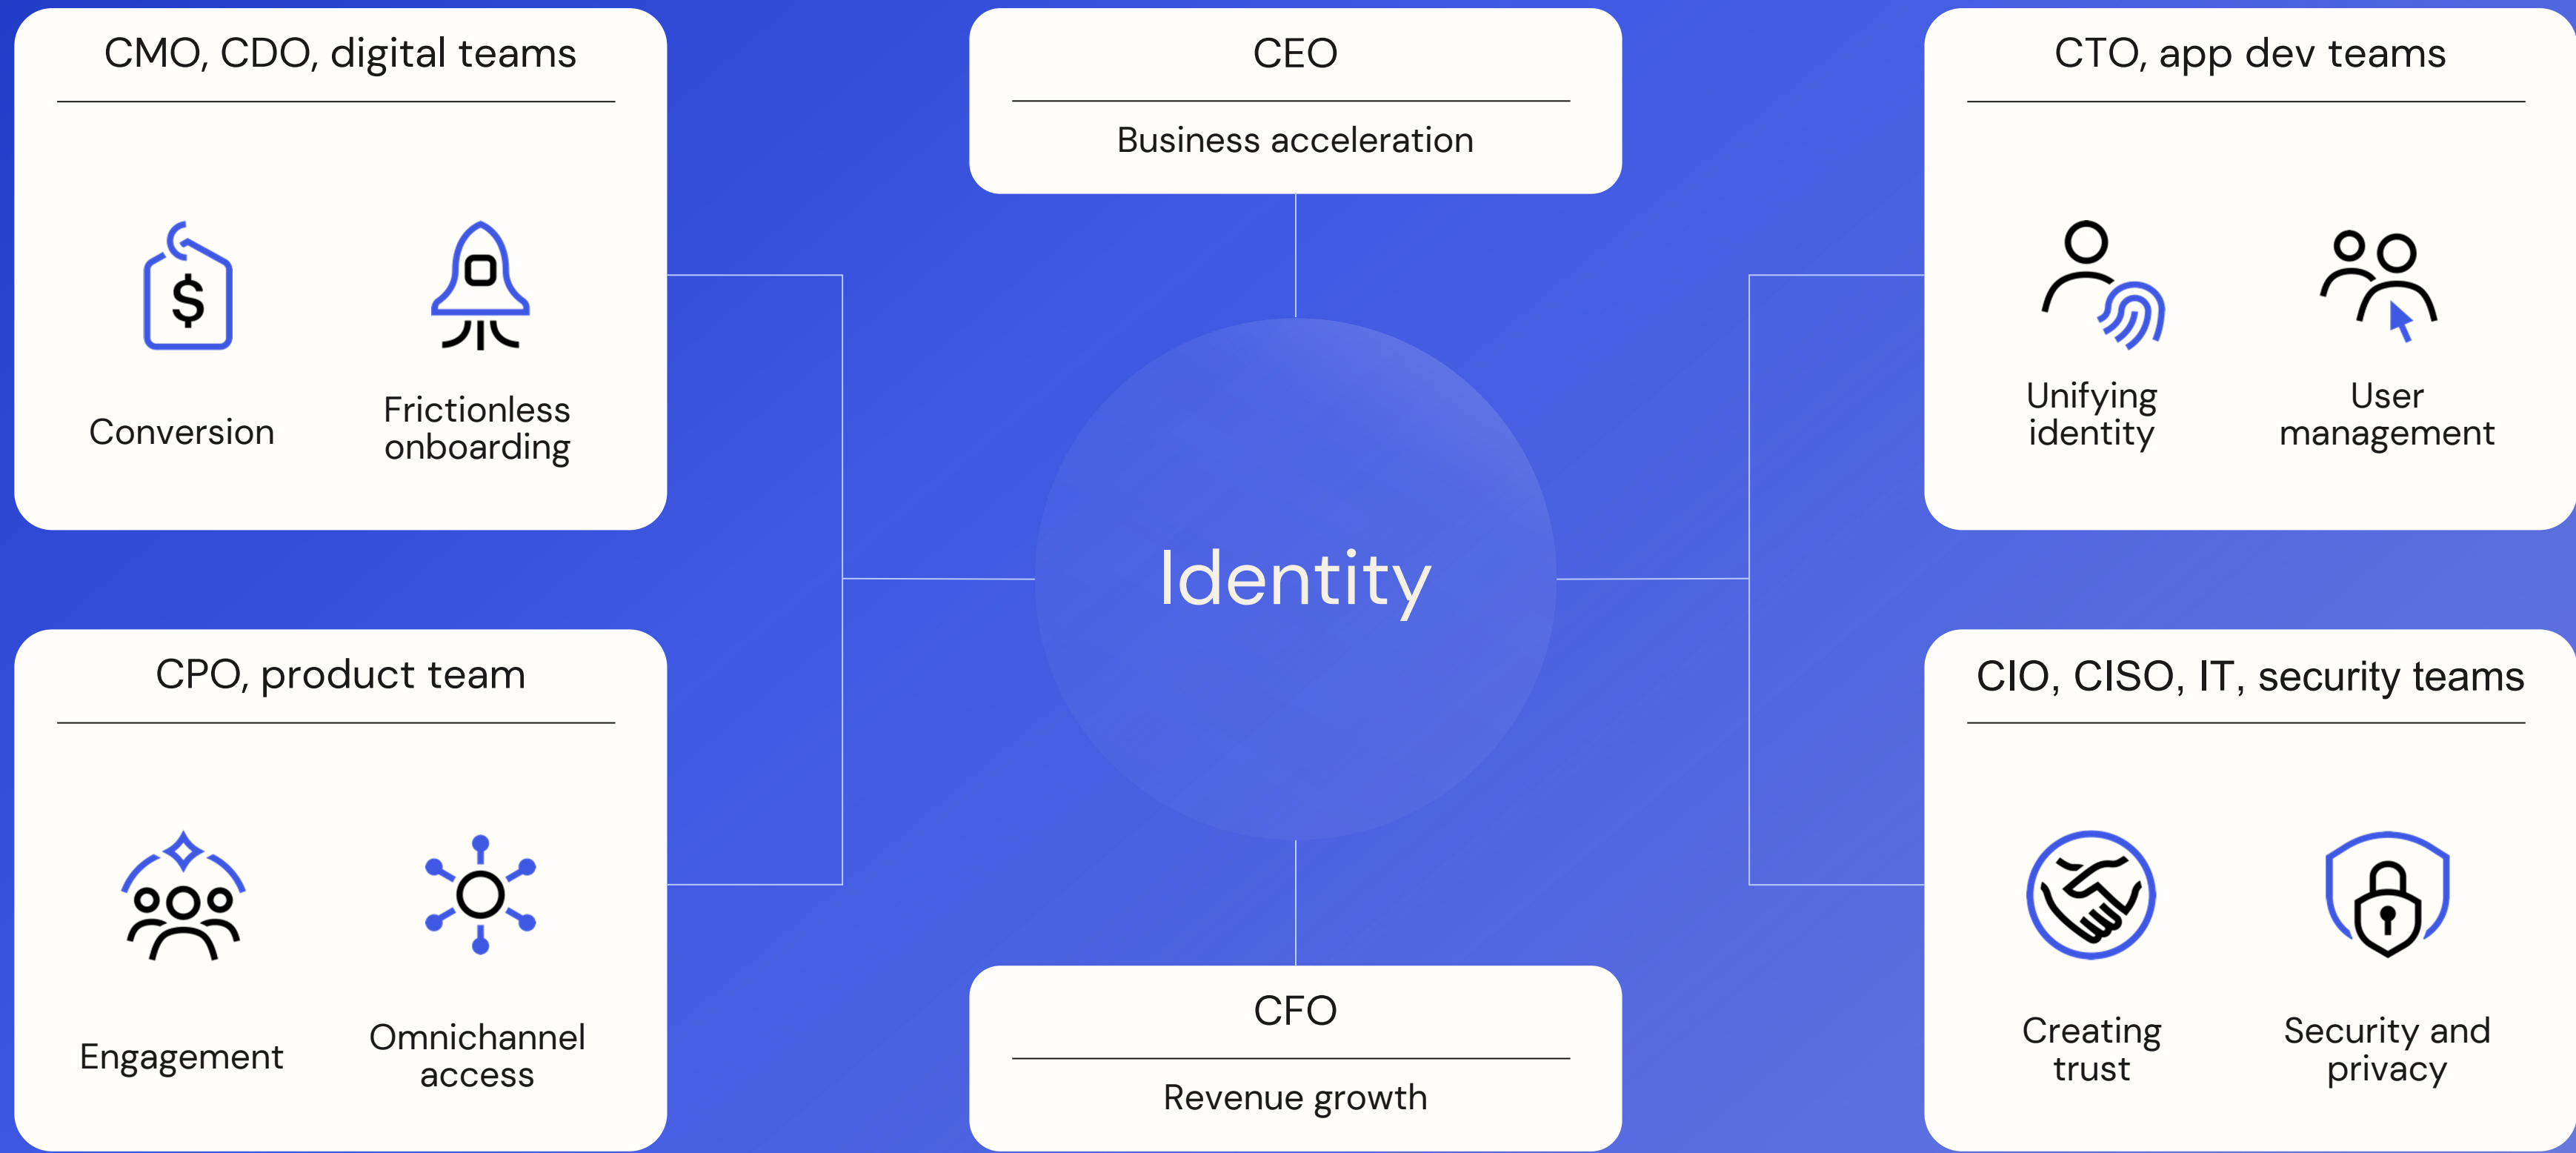 CMO, CDO, digital teams
$
Conversion
Frictionless
onboarding
CEO
Business acceleration
CTO, app dev teams
Unifying
identity
User
management
Identity
CPO, product team
Engagement
Omnichannel
access
CFO
Revenue growth
CIO, CISO, IT, security teams
Creating
trust
Security and
privacy